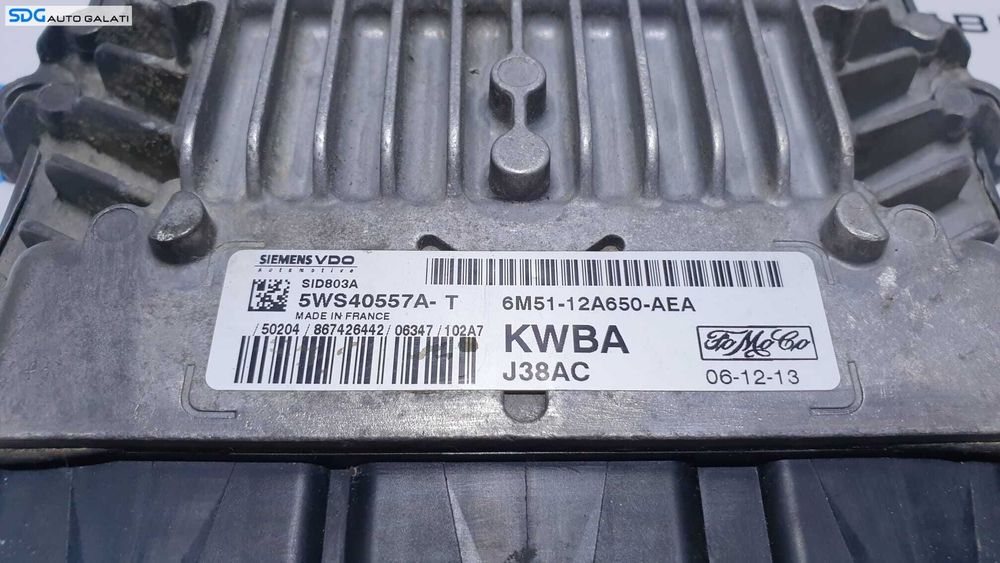 SDG AUTO GALATI
SIEMENS VDO
Automotive
SID803A
5WS40557A- T
MADE IN FRANCE
/ 50204 / 867426442 / 06347 / 102A7
6M51-12A650-AEA
KWBA
J38AC
FoMoCo
06-12-13